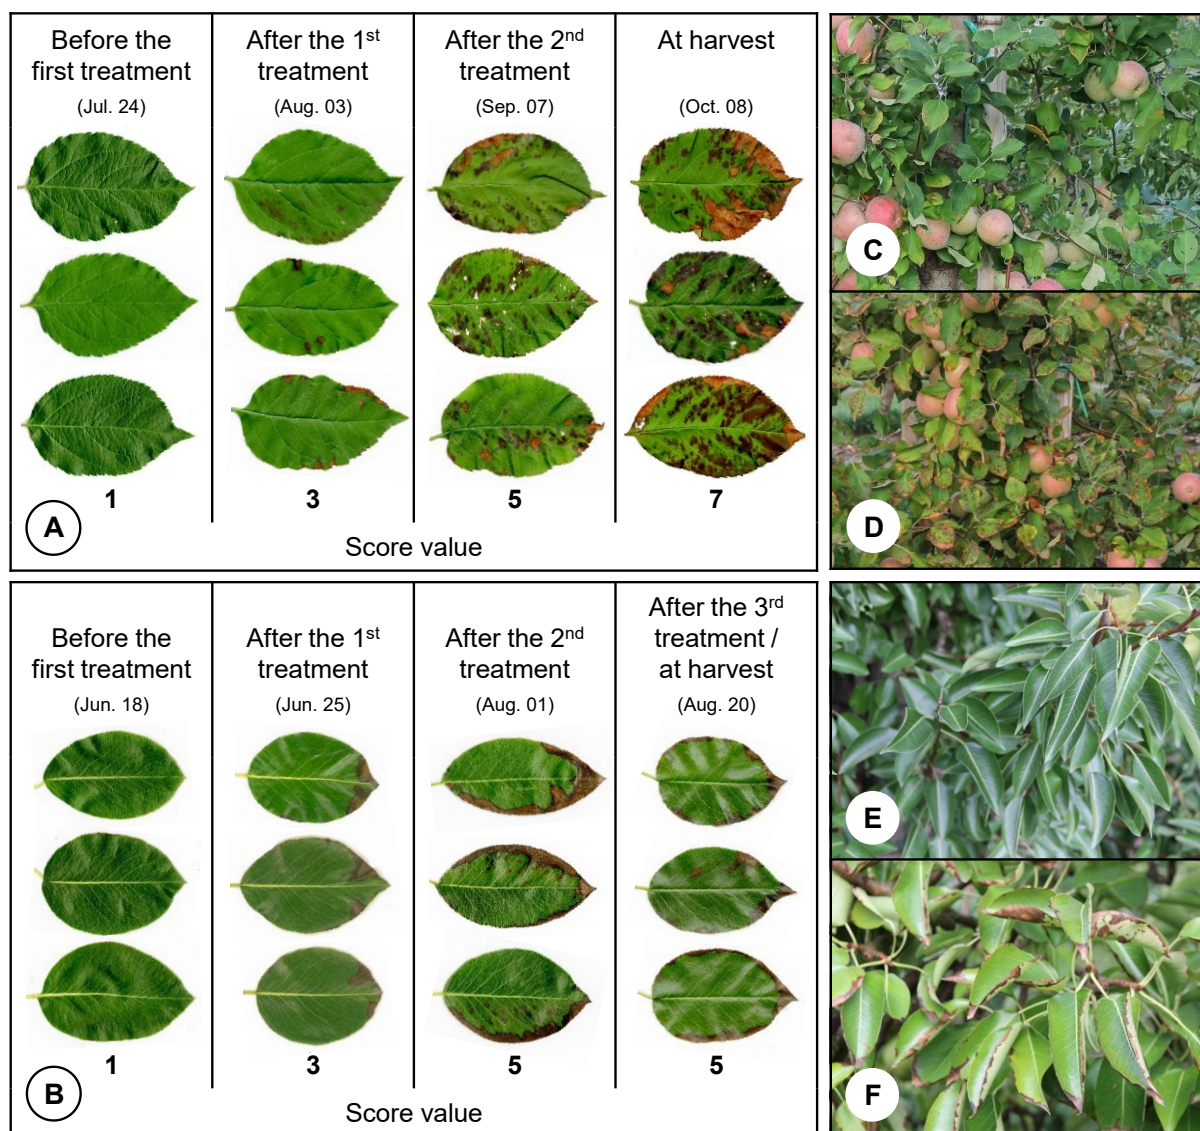 Before the
first treatment
(Jul. 24)
After the 1st
treatment
(Aug. 03)
After the 2nd
treatment
(Sep. 07)
At harvest
(Oct. 08)
1
3
5
7
A
Score value
C
D
Before the
first treatment
(Jun. 18)
After the 1st
treatment
(Jun. 25)
After the 2nd
treatment
(Aug. 01)
After the 3rd
treatment /
at harvest
(Aug. 20)
1
3
5
5
B
Score value
E
F